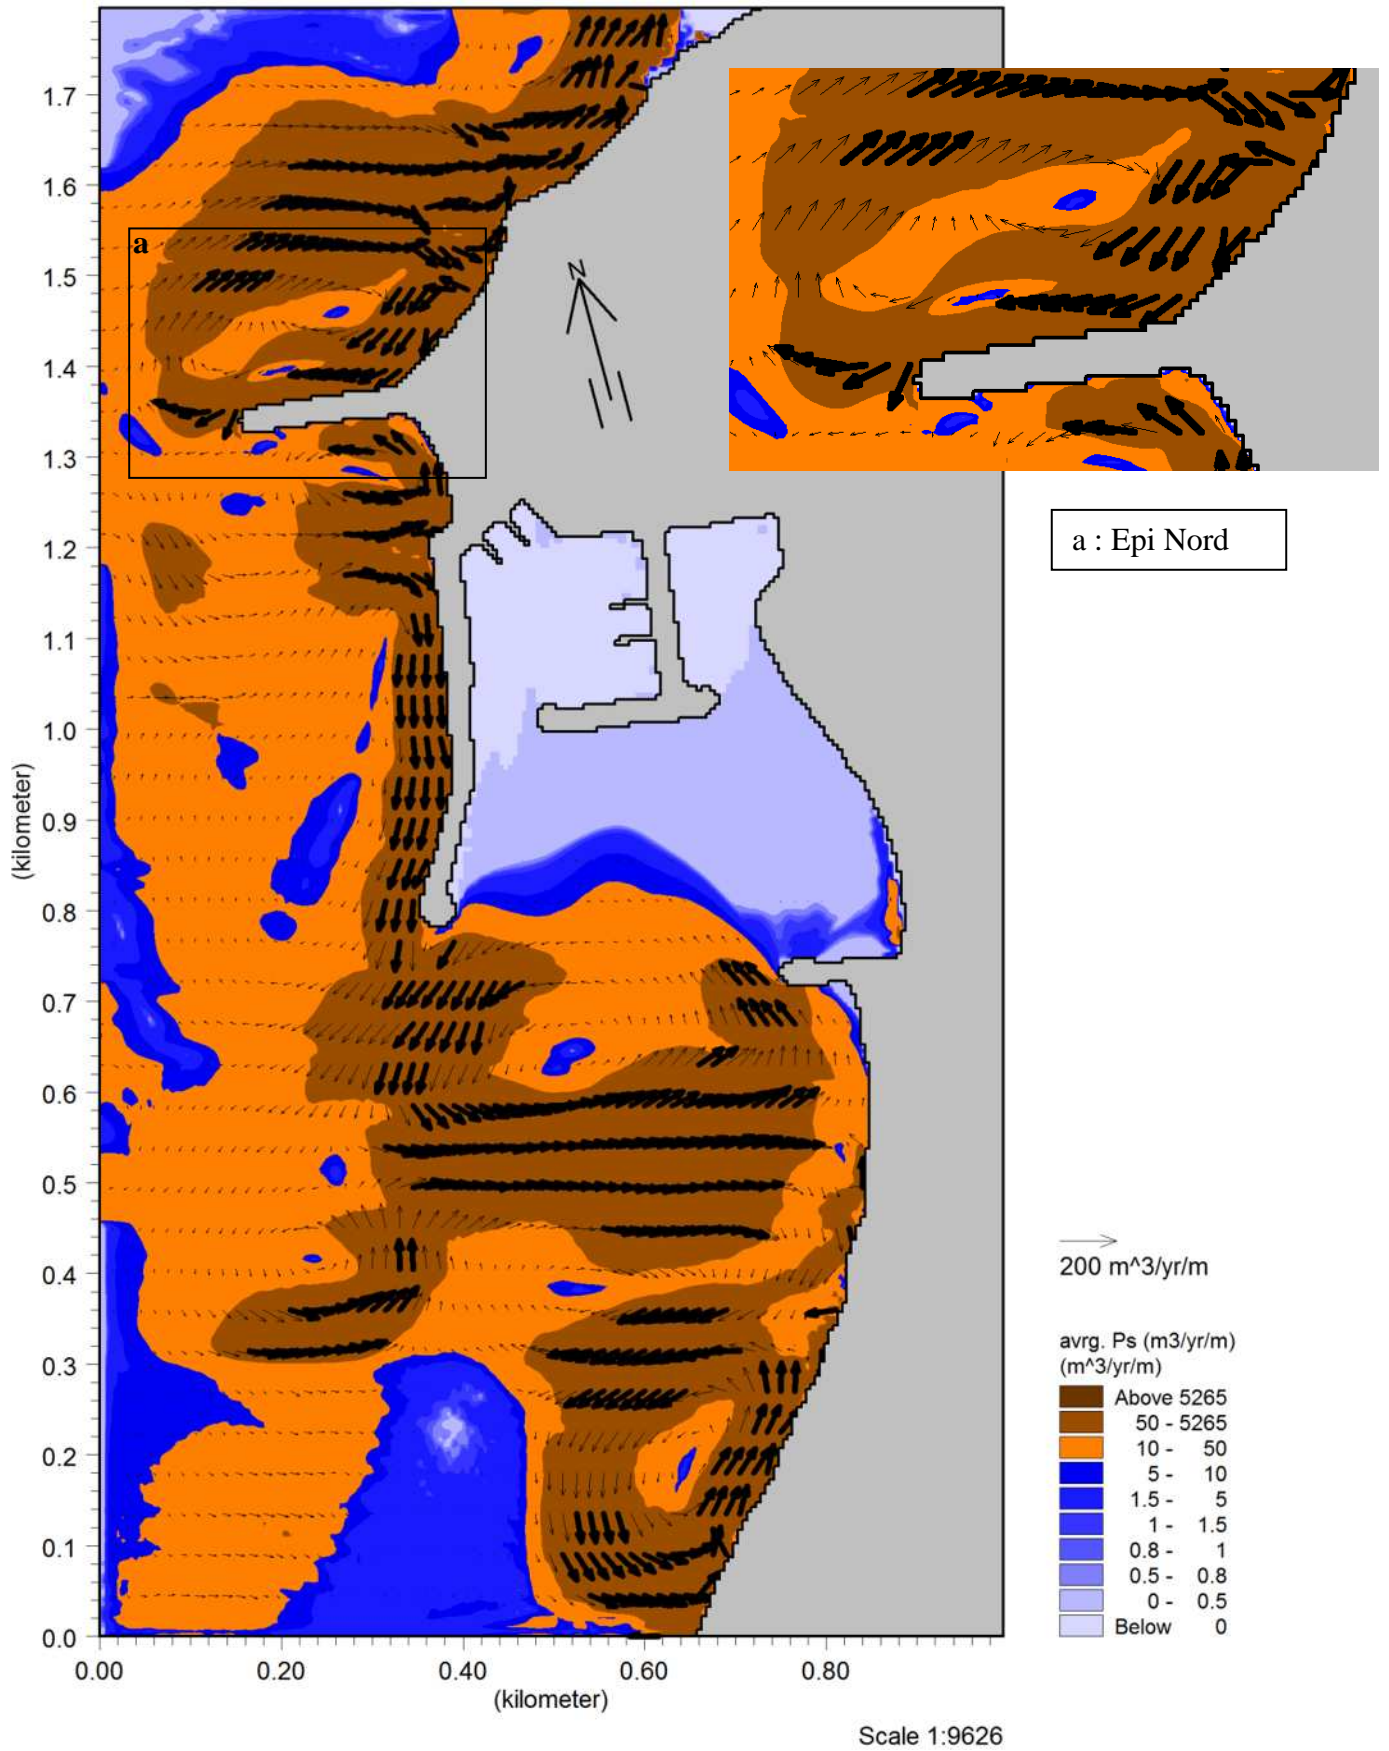 1.7
1.6
a
1.5
N
1.4
1.3
a : Epi Nord
1.2
1.1
1.0
(kilometer)
0.9
0.8
0.7
0.6
0.5
200 m^3/yr/m
0.4
avrg. Ps (m3/yr/m)
(m^3/yr/m)
0.3
Above 5265
50 - 5265
10 - 50
5 - 10
1.5 - 5
1 - 1.5
0.8 - 1
0.5 - 0.8
0 - 0.5
Below 0
0.2
0.1
0.0
0.00 0.20 0.40 0.60 0.80
(kilometer)
Scale 1:9626